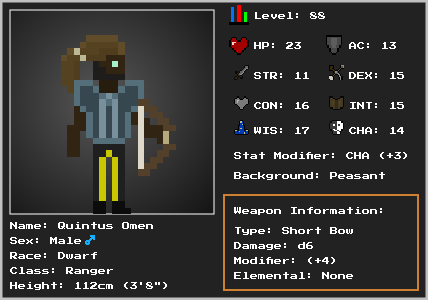 Level: 88
HP: 23 AC: 13
STR: 11 DEX: 15
CON: 16 INT: 15
WIS: 17 CHA: 14
Stat Modifier: CHA (+3)
Background: Peasant
Weapon Information:
Type: Short Bow
Damage: d6
Modifier: (+4)
Elemental: None
Name: Quintus Omen
Sex: Male ♂
Race: Dwarf
Class: Ranger
Height: 112cm (3'8")